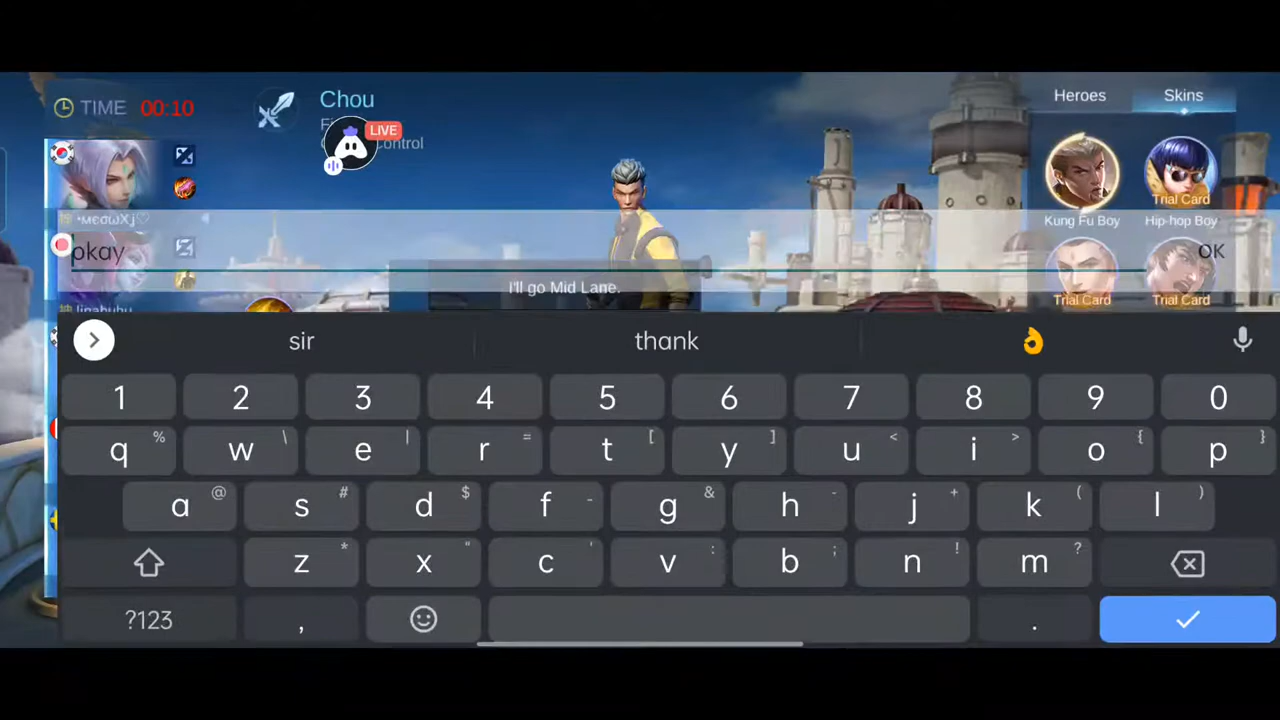 TIME 00:10
Chou
LIVE
Heroes
Skins
Kung Fu Boy
Trial Card
Hip-hop Boy
okay
OK
I'll go Mid Lane.
Trial Card
Trial Card
sir
thank
1 2 3 4 5 6 7 8 9 0
q % w \ e | r = t [ y ] u < i > o { p }
a @ s # d $ f - g & h - j + k ( l )
z * x " c ' v : b ; n ! m ?
?123 , .